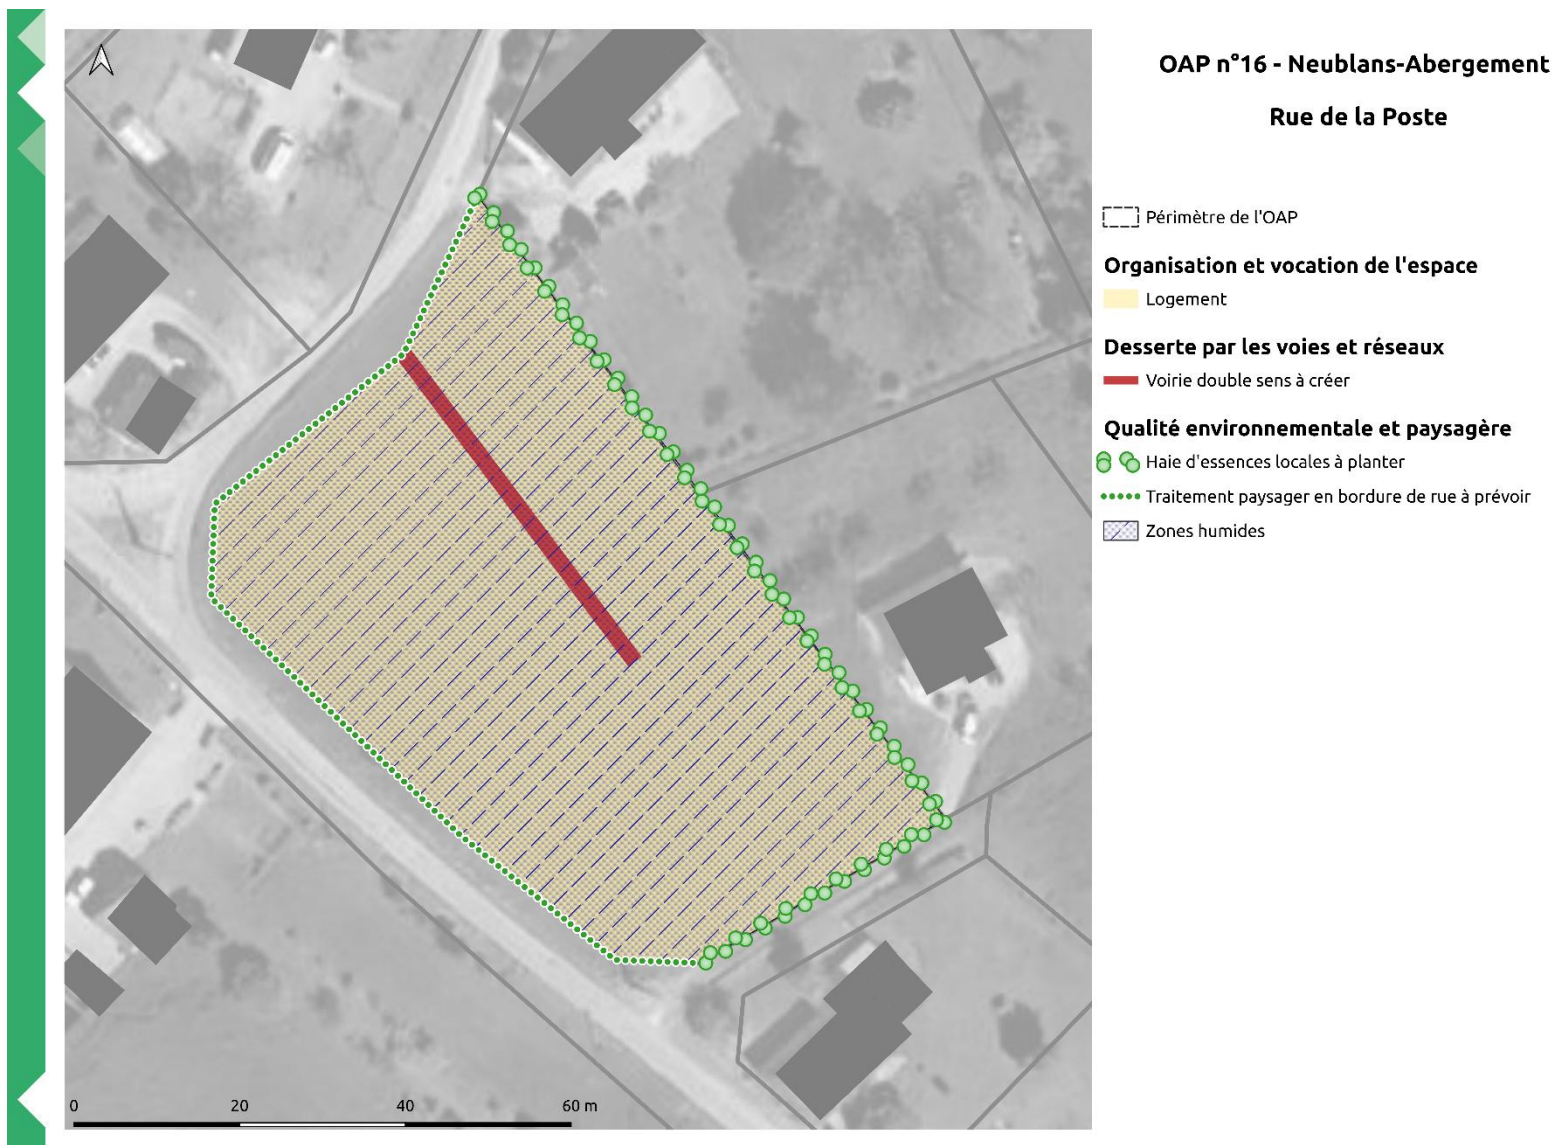 OAP n°16 - Neublans-Abergement
Rue de la Poste
Périmètre de l'OAP
Organisation et vocation de l'espace
Logement
Desserte par les voies et réseaux
Voirie double sens à créer
Qualité environnementale et paysagère
Haie d'essences locales à planter
Traitement paysager en bordure de rue à prévoir
Zones humides
0 20 40 60 m